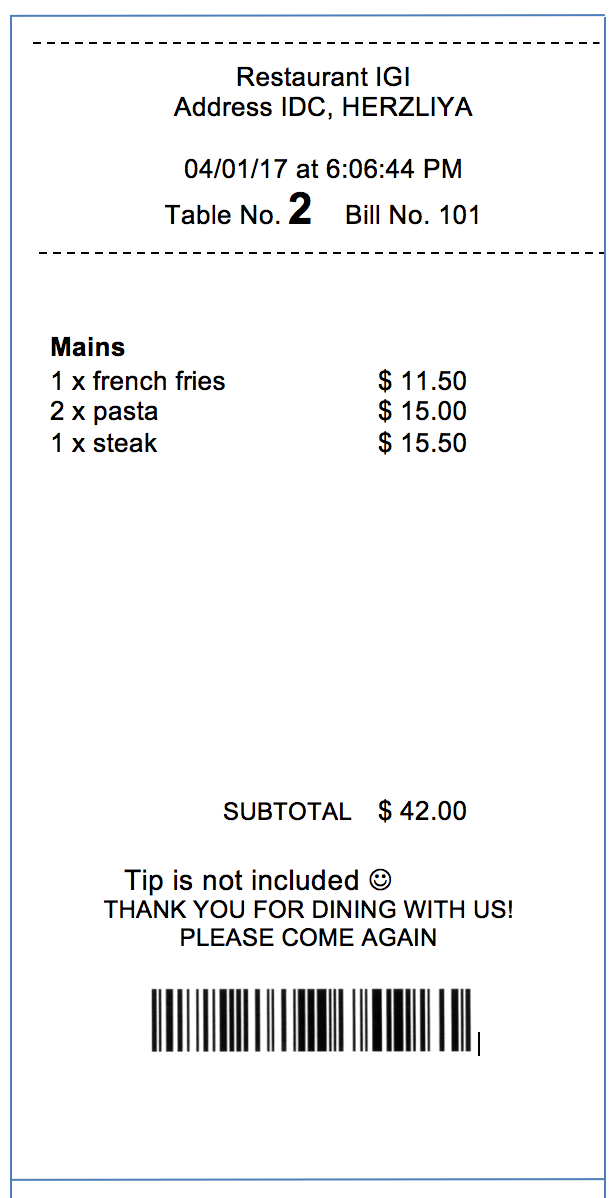 Restaurant IGI
Address IDC, HERZLIYA
04/01/17 at 6:06:44 PM
Table No. 2 Bill No. 101
Mains
1 x french fries $ 11.50
2 x pasta $ 15.00
1 x steak $ 15.50
SUBTOTAL $ 42.00
Tip is not included ☺
THANK YOU FOR DINING WITH US!
PLEASE COME AGAIN